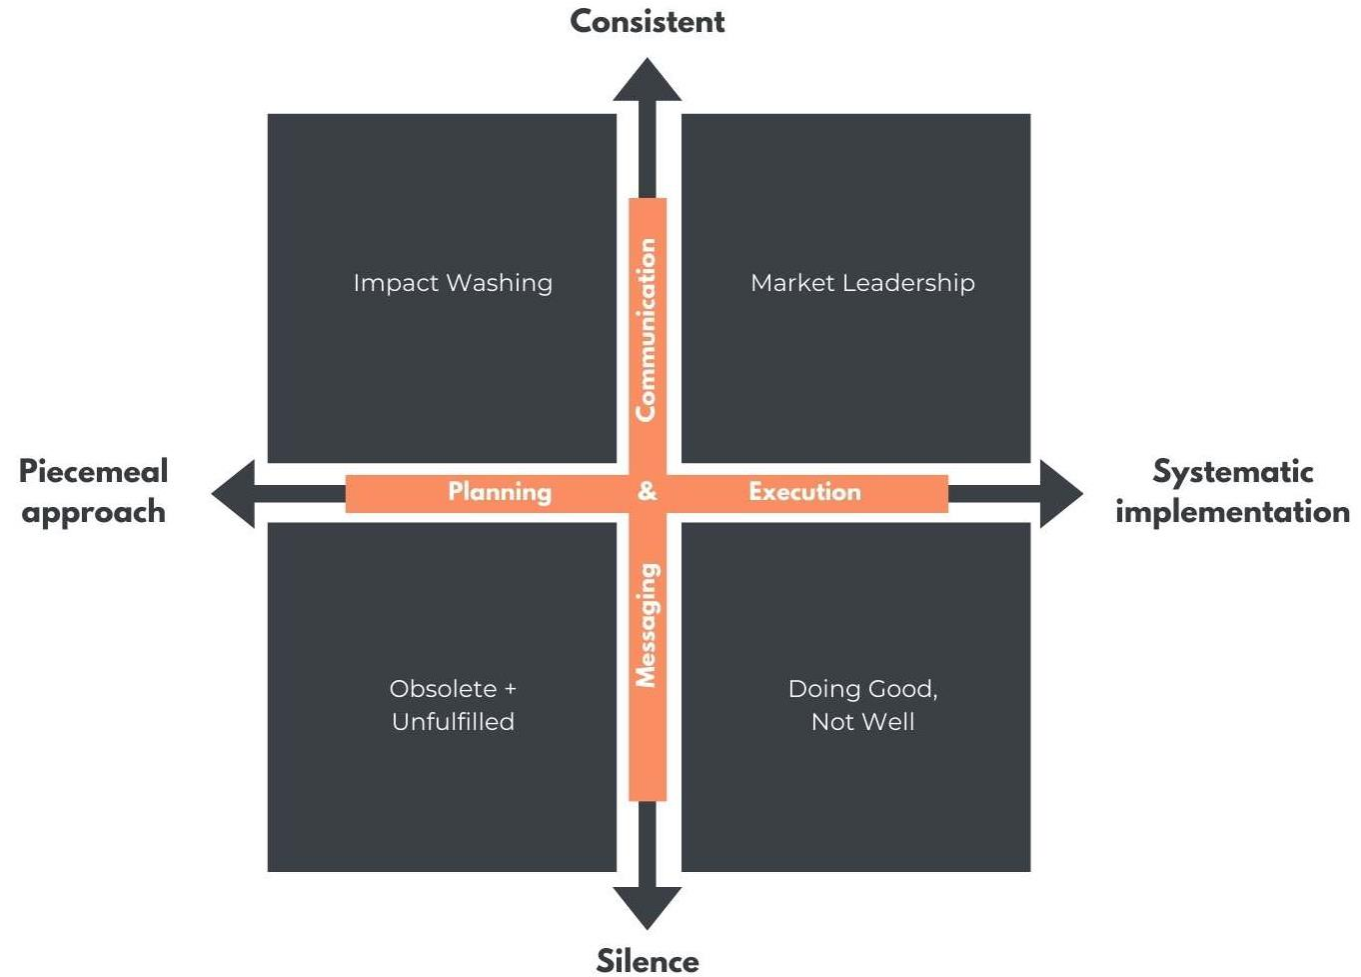 Consistent
Impact Washing
Market Leadership
Communication
Piecemeal
approach
Planning & Execution
Systematic
implementation
Messaging
Obsolete +
Unfulfilled
Doing Good,
Not Well
Silence